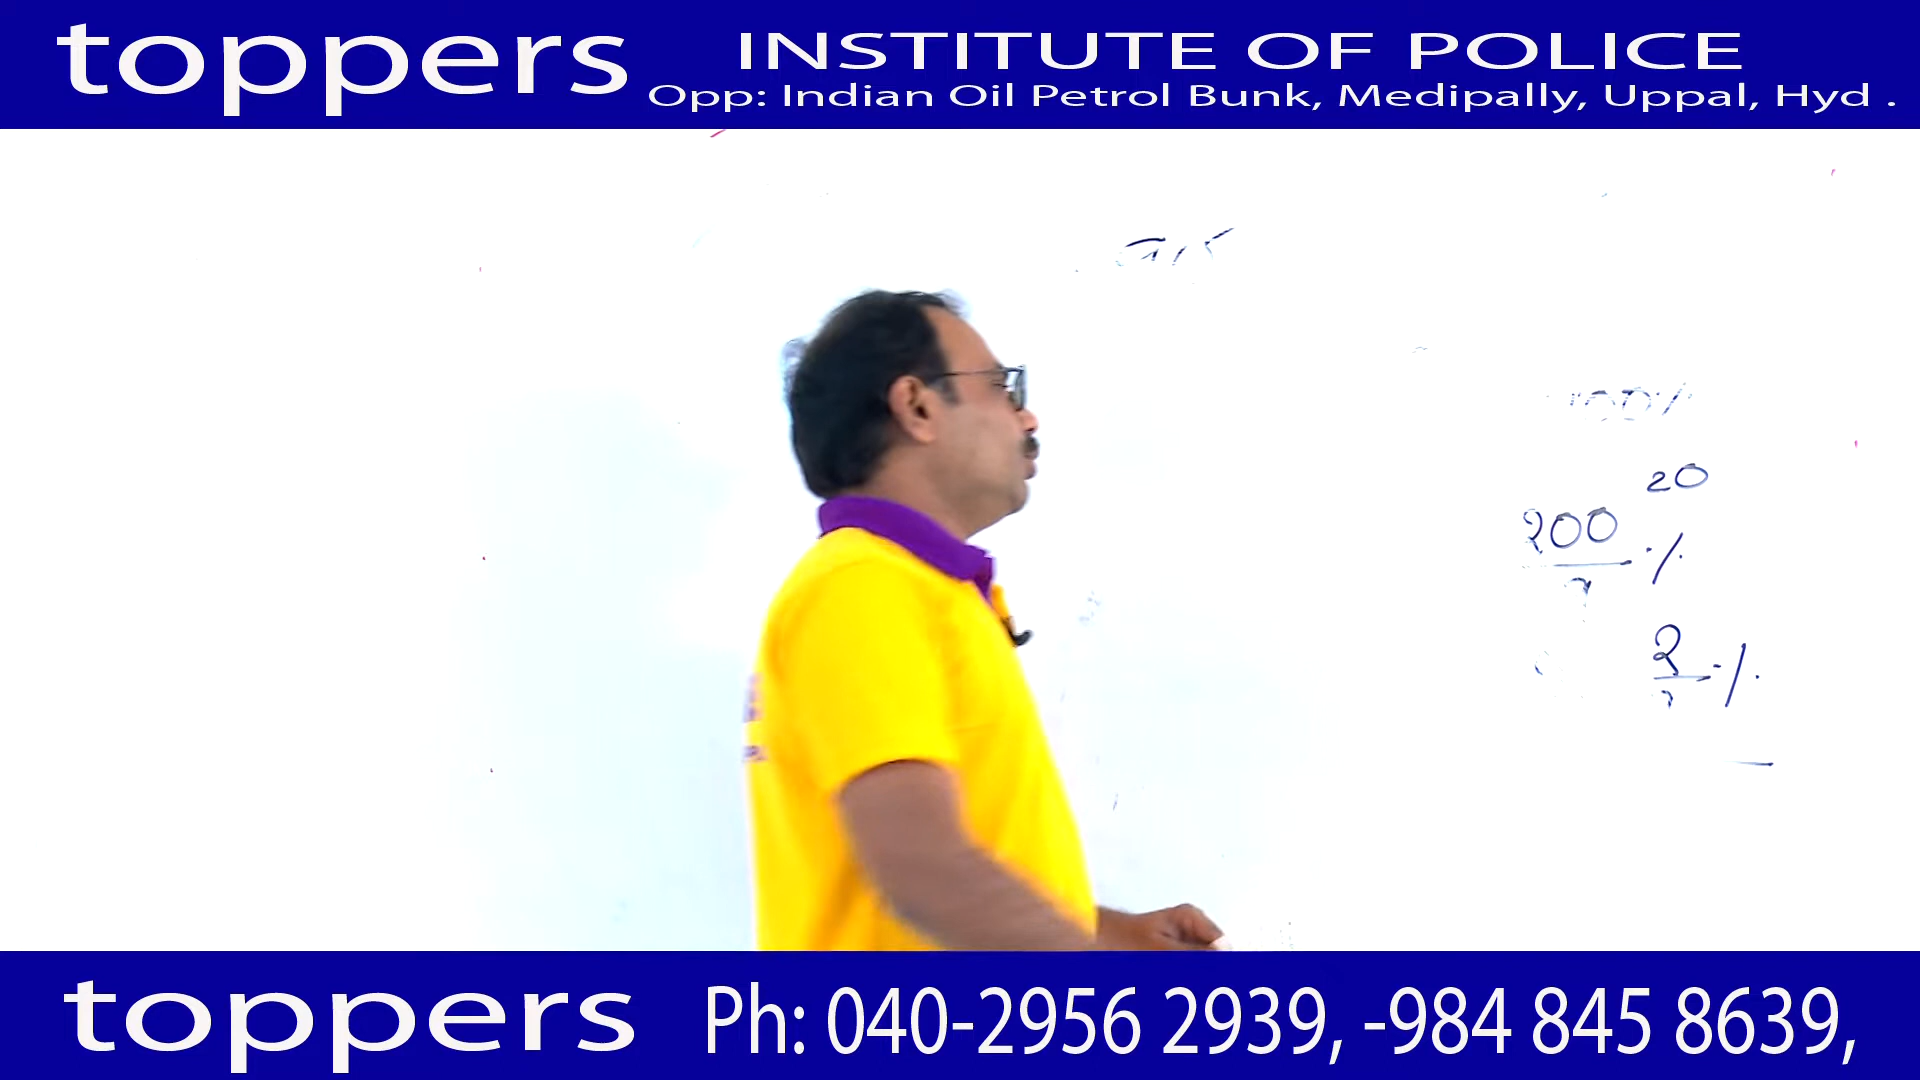 toppers
INSTITUTE OF POLICE
Opp: Indian Oil Petrol Bunk, Medipally, Uppal, Hyd .
100%
20
200
%
2
%
toppers
Ph: 040-2956 2939, -984 845 8639,